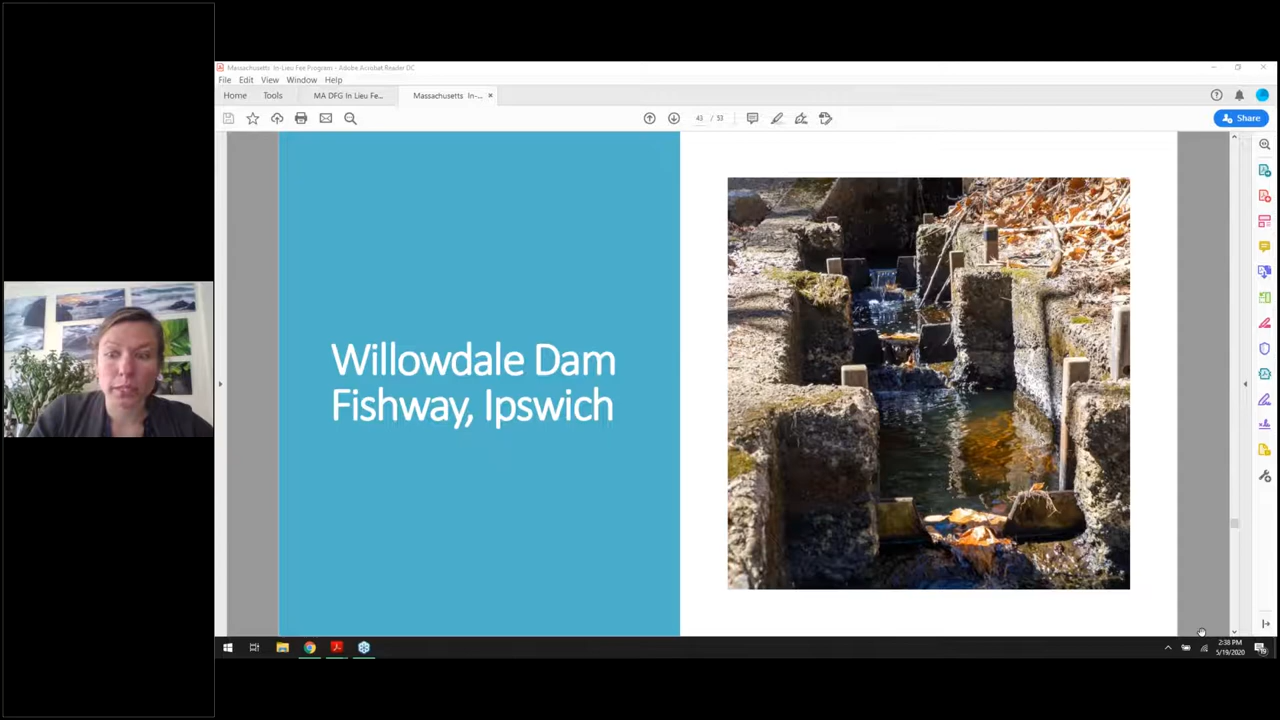 Massachusetts In-Lieu Fee Program - Adobe Acrobat Reader DC
File Edit View Window Help
Home Tools MA DFG In Lieu Fe... Massachusetts In-... ×
43 / 53
Share
Willowdale Dam
Fishway, Ipswich
2:38 PM
5/19/2020